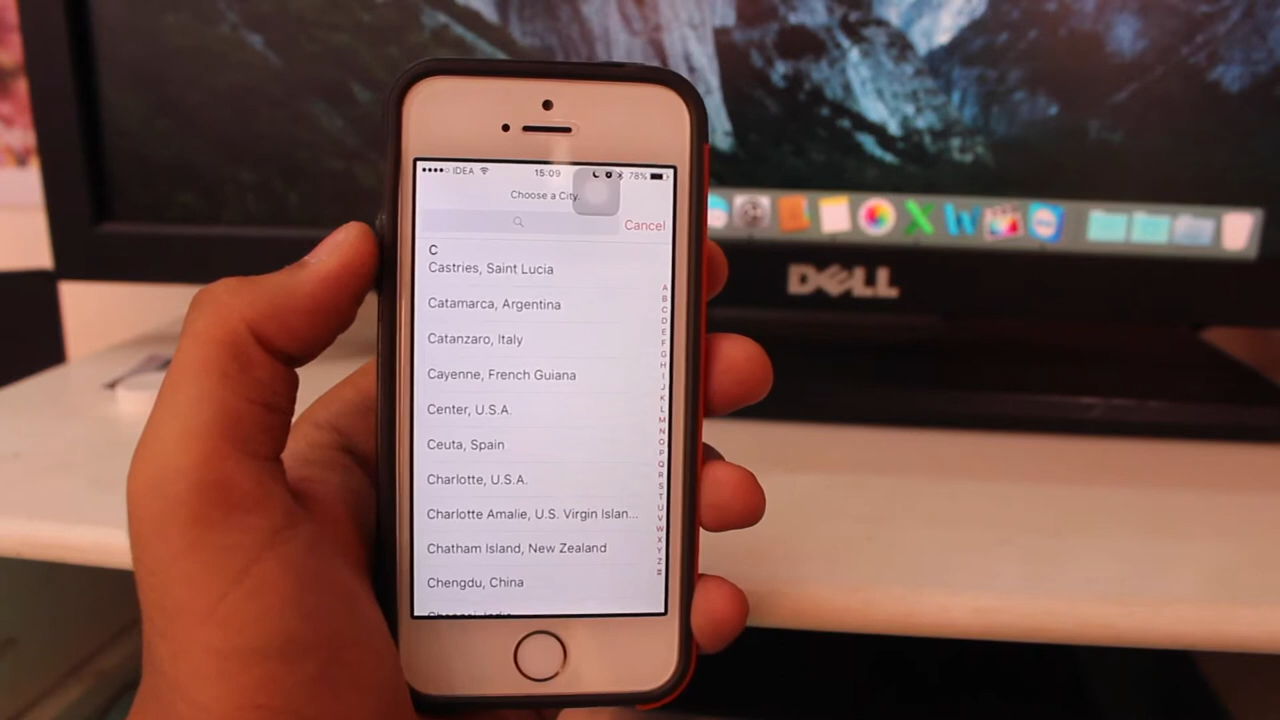 IDEA 15:09 78%
Choose a City.
Cancel
C
Castries, Saint Lucia
Catamarca, Argentina
Catanzaro, Italy
Cayenne, French Guiana
Center, U.S.A.
Ceuta, Spain
Charlotte, U.S.A.
Charlotte Amalie, U.S. Virgin Islan...
Chatham Island, New Zealand
Chengdu, China
A
B
C
D
E
F
G
H
I
J
K
L
M
N
O
P
Q
R
S
T
U
V
W
X
Y
Z
#
DELL